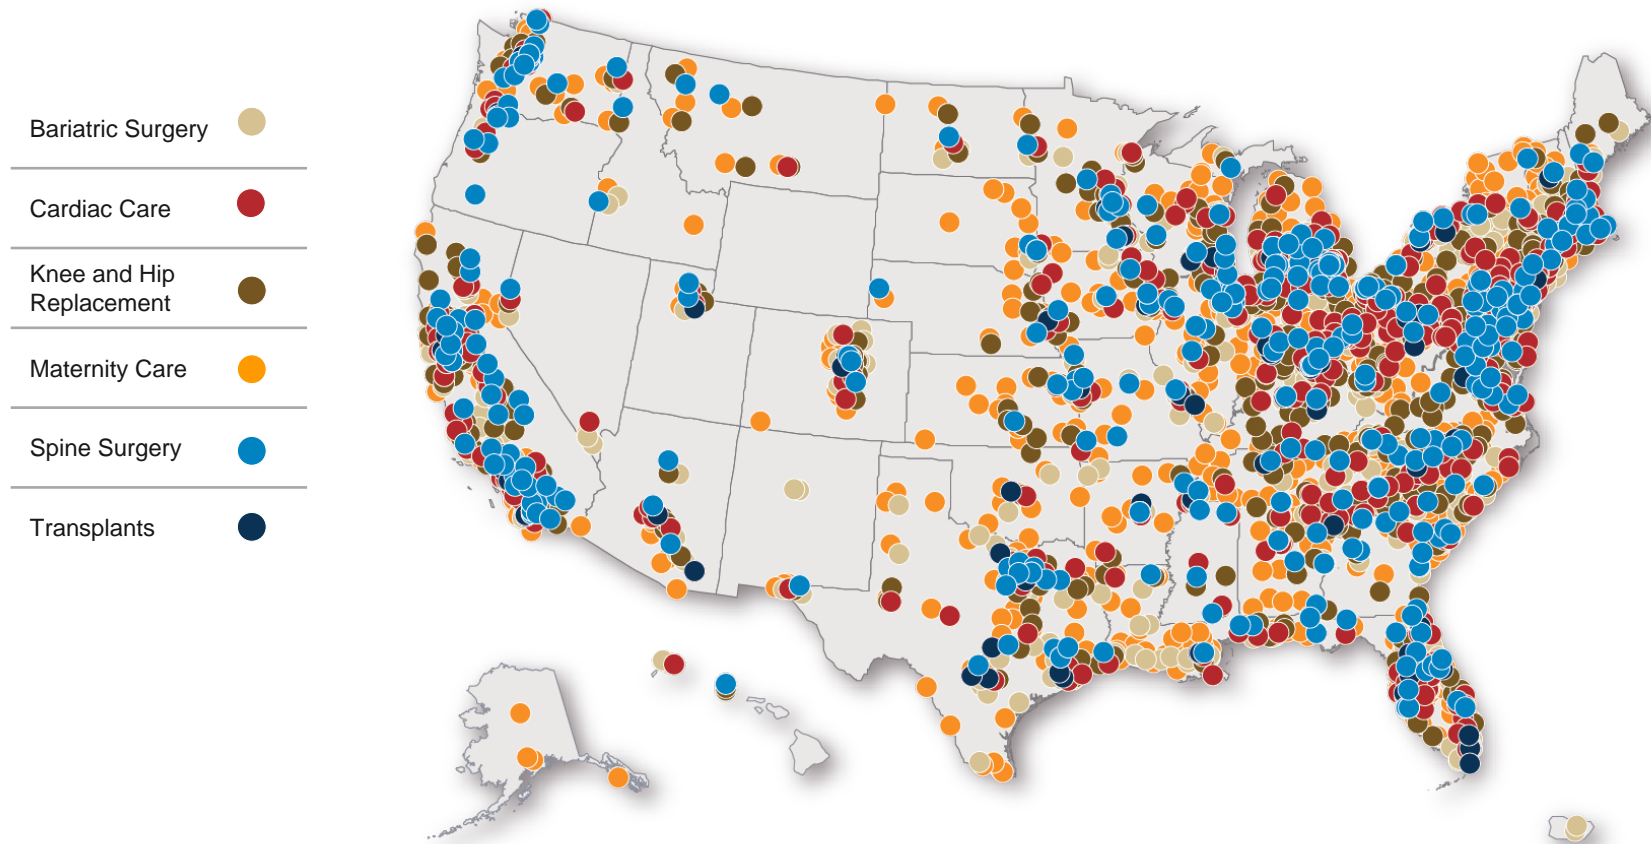 Bariatric Surgery
Cardiac Care
Knee and Hip
Replacement
Maternity Care
Spine Surgery
Transplants